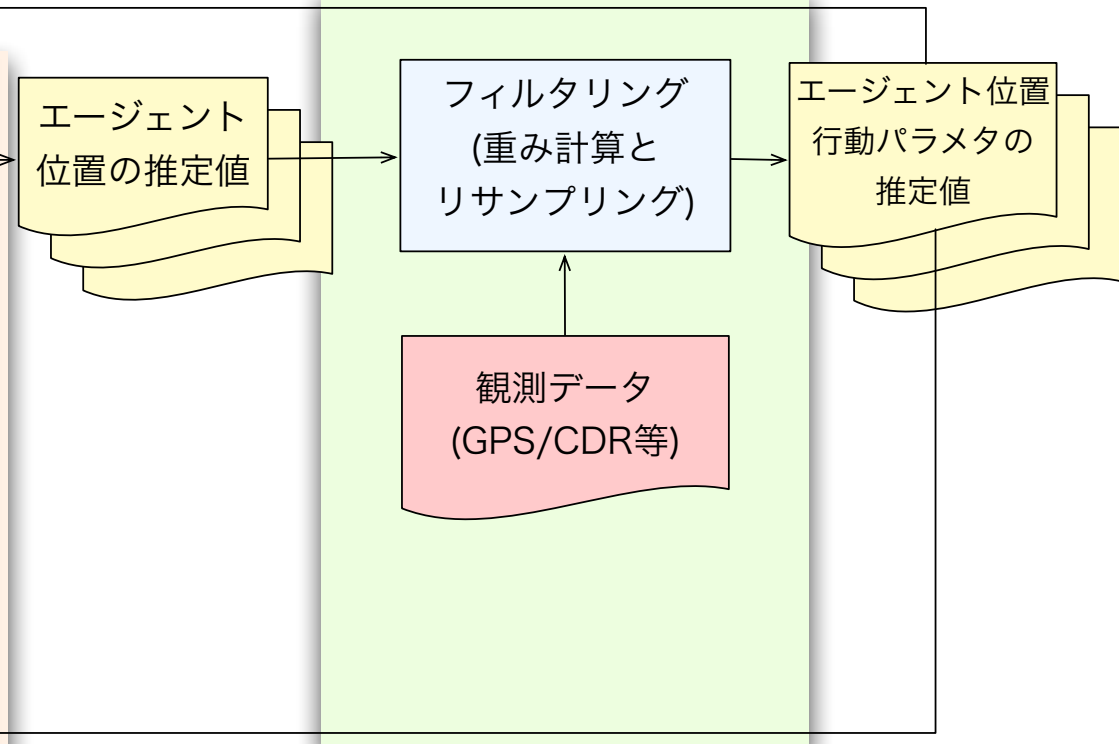 エージェント
位置の推定値
フィルタリング
(重み計算と
リサンプリング)
エージェント位置
行動パラメタの
推定値
観測データ
(GPS/CDR等)